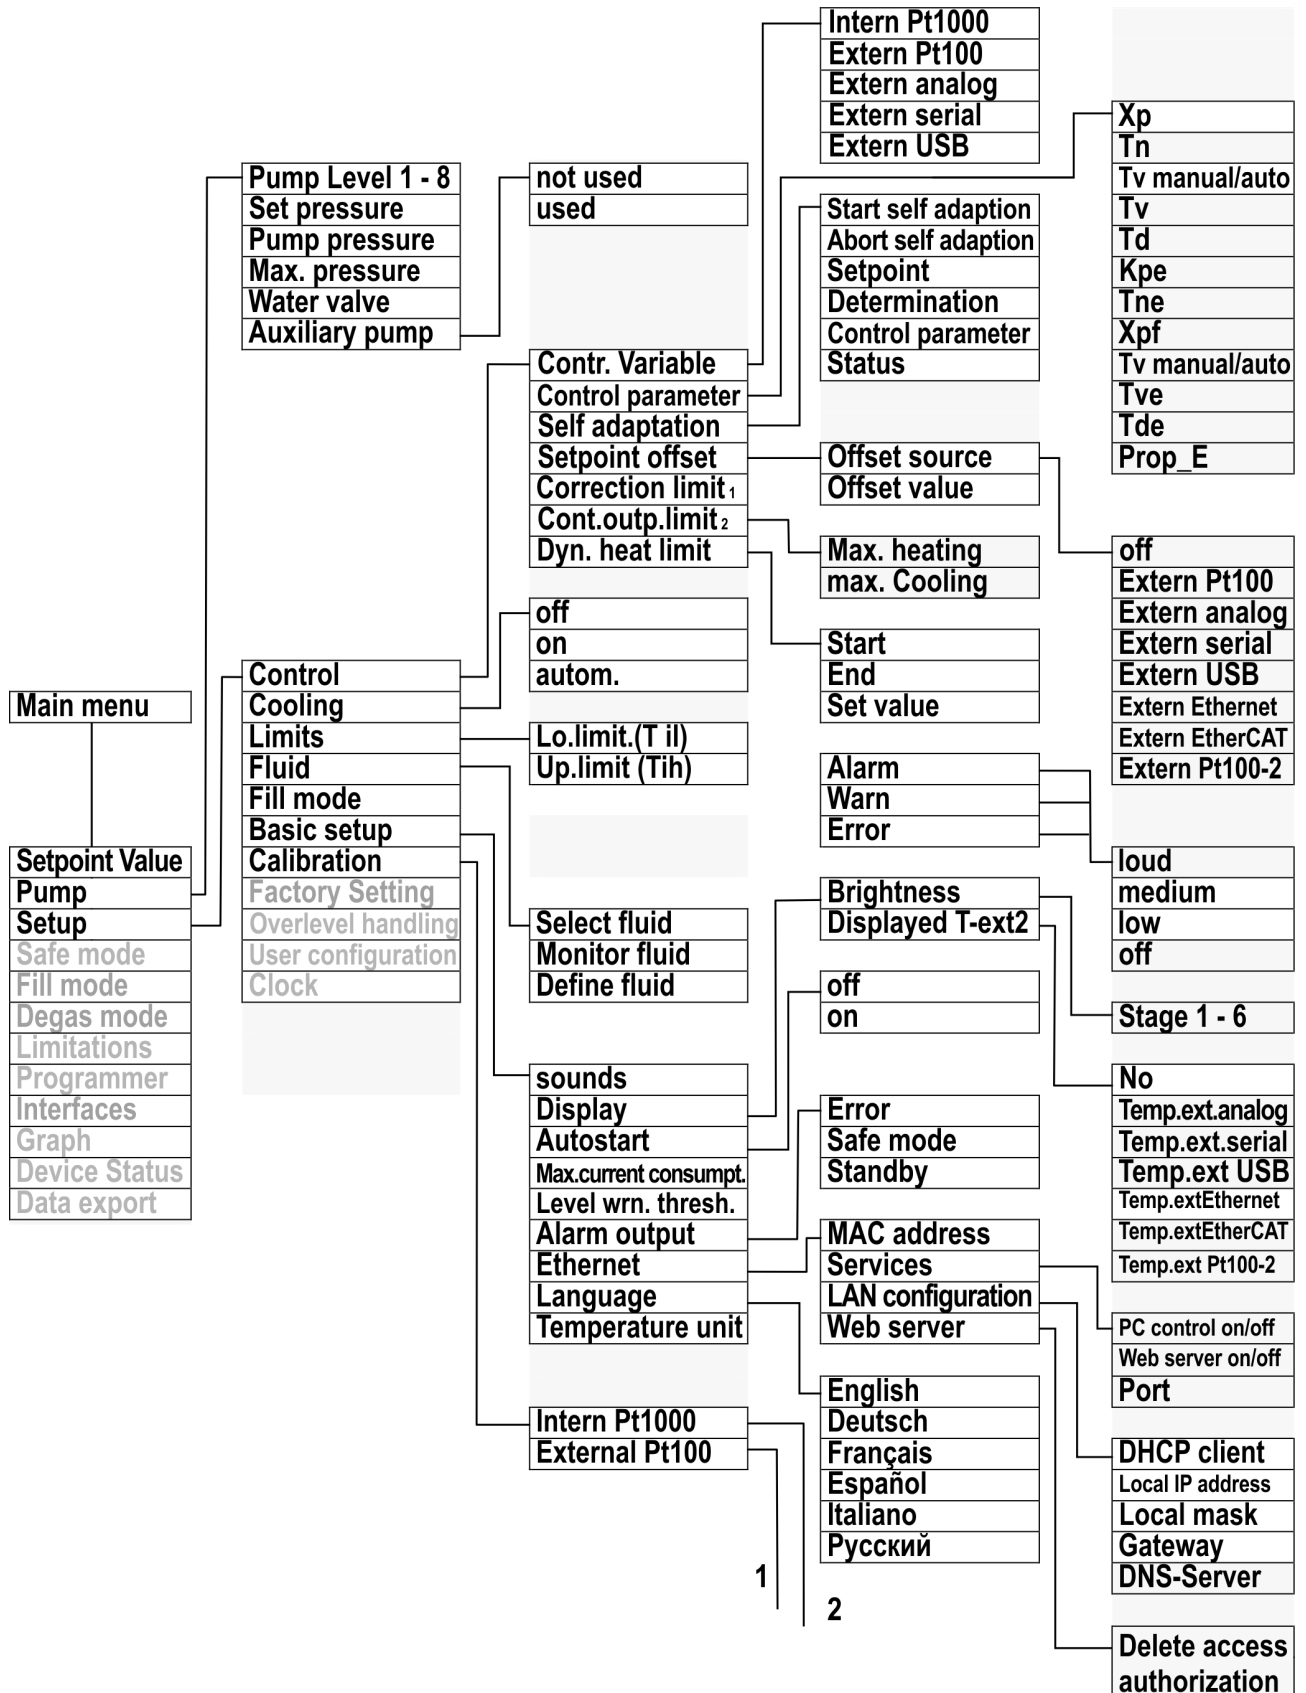 Main menu
Setpoint Value
Pump
Setup
Safe mode
Fill mode
Degas mode
Limitations
Programmer
Interfaces
Graph
Device Status
Data export
Pump Level 1 - 8
Set pressure
Pump pressure
Max. pressure
Water valve
Auxiliary pump
Control
Cooling
Limits
Fluid
Fill mode
Basic setup
Calibration
Factory Setting
Overlevel handling
User configuration
Clock
not used
used
Contr. Variable
Control parameter
Self adaptation
Setpoint offset
Correction limit 1
Cont.outp.limit 2
Dyn. heat limit
off
on
autom.
Lo.limit.(T il)
Up.limit (Tih)
Select fluid
Monitor fluid
Define fluid
sounds
Display
Autostart
Max.current consumpt.
Level wrn. thresh.
Alarm output
Ethernet
Language
Temperature unit
Intern Pt1000
External Pt100
1
2
Intern Pt1000
Extern Pt100
Extern analog
Extern serial
Extern USB
Start self adaption
Abort self adaption
Setpoint
Determination
Control parameter
Status
Offset source
Offset value
Max. heating
max. Cooling
Start
End
Set value
Alarm
Warn
Error
Brightness
Displayed T-ext2
off
on
Error
Safe mode
Standby
MAC address
Services
LAN configuration
Web server
English
Deutsch
Français
Español
Italiano
Русский
Xp
Tn
Tv manual/auto
Tv
Td
Kpe
Tne
Xpf
Tv manual/auto
Tve
Tde
Prop_E
off
Extern Pt100
Extern analog
Extern serial
Extern USB
Extern Ethernet
Extern EtherCAT
Extern Pt100-2
loud
medium
low
off
Stage 1 - 6
No
Temp.ext.analog
Temp.ext.serial
Temp.ext USB
Temp.extEthernet
Temp.extEtherCAT
Temp.ext Pt100-2
PC control on/off
Web server on/off
Port
DHCP client
Local IP address
Local mask
Gateway
DNS-Server
Delete access
authorization